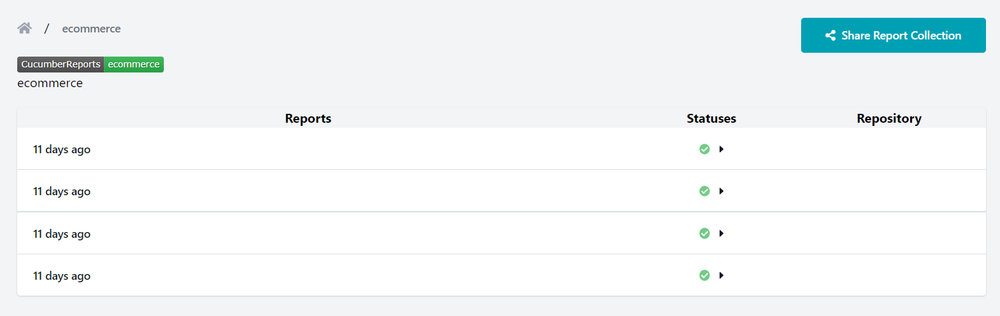 / ecommerce
Share Report Collection
CucumberReports ecommerce
ecommerce
Reports Statuses Repository
11 days ago
11 days ago
11 days ago
11 days ago